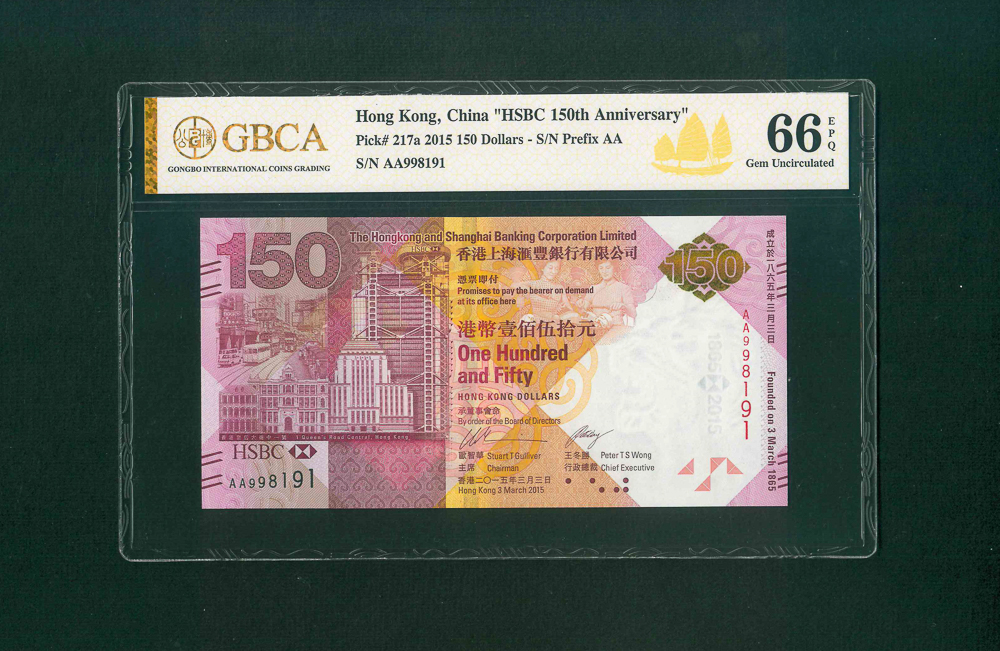 GBCA
GONGBO INTERNATIONAL COINS GRADING
Hong Kong, China "HSBC 150th Anniversary"
Pick# 217a 2015 150 Dollars - S/N Prefix AA
S/N AA998191
66 EPQ
Gem Uncirculated
150
The Hongkong and Shanghai Banking Corporation Limited
HSBC
香港上海滙豐銀行有限公司
150
憑票即付
Promises to pay the bearer on demand
at its office here
港幣壹佰伍拾元
One Hundred
and Fifty
HONG KONG DOLLARS
承董事會命
By order of the Board of Directors
歐智華 Stuart T Gulliver
主席 Chairman
王冬勝 Peter T S Wong
行政總裁 Chief Executive
香港二〇一五年三月三日
Hong Kong 3 March 2015
1 Queen's Road Central, Hong Kong
HSBC
AA998191
成立於一八六五年三月三日
Founded on 3 March 1865
AA998191
1865 2015